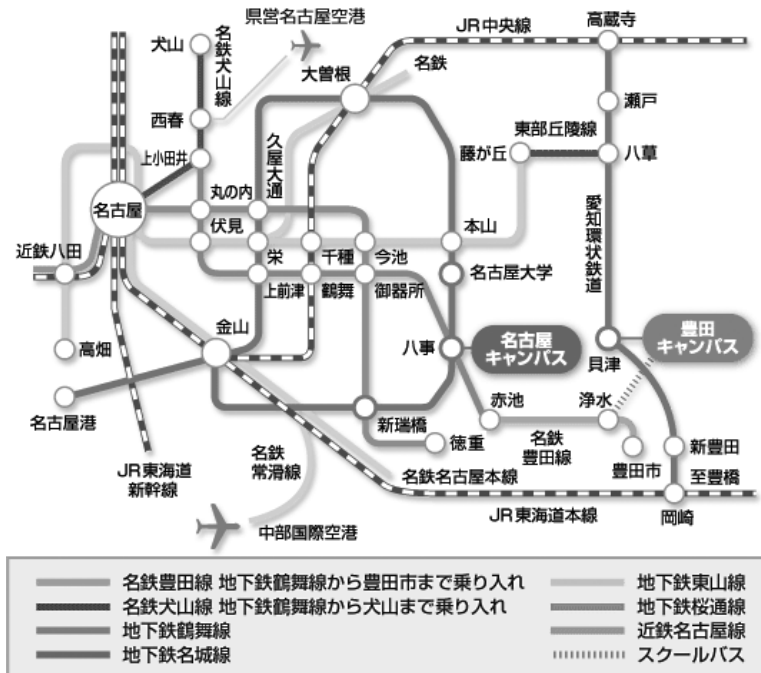 県営名古屋空港
犬山
名鉄犬山線
JR中央線
高蔵寺
大曽根
名鉄
西春
瀬戸
上小田井
久屋大通
東部丘陵線
藤が丘
八草
丸の内
名古屋
伏見
本山
愛知環状鉄道
近鉄八田
栄
千種
今池
名古屋大学
上前津
鶴舞
御器所
金山
高畑
八事
名古屋
キャンパス
豊田
キャンパス
貝津
名古屋港
赤池
浄水
新瑞橋
徳重
名鉄
豊田線
豊田市
新豊田
名鉄
常滑線
JR東海道
新幹線
名鉄名古屋本線
至豊橋
JR東海道本線
岡崎
中部国際空港
名鉄豊田線 地下鉄鶴舞線から豊田市まで乗り入れ
名鉄犬山線 地下鉄鶴舞線から犬山まで乗り入れ
地下鉄鶴舞線
地下鉄名城線
地下鉄東山線
地下鉄桜通線
近鉄名古屋線
スクールバス